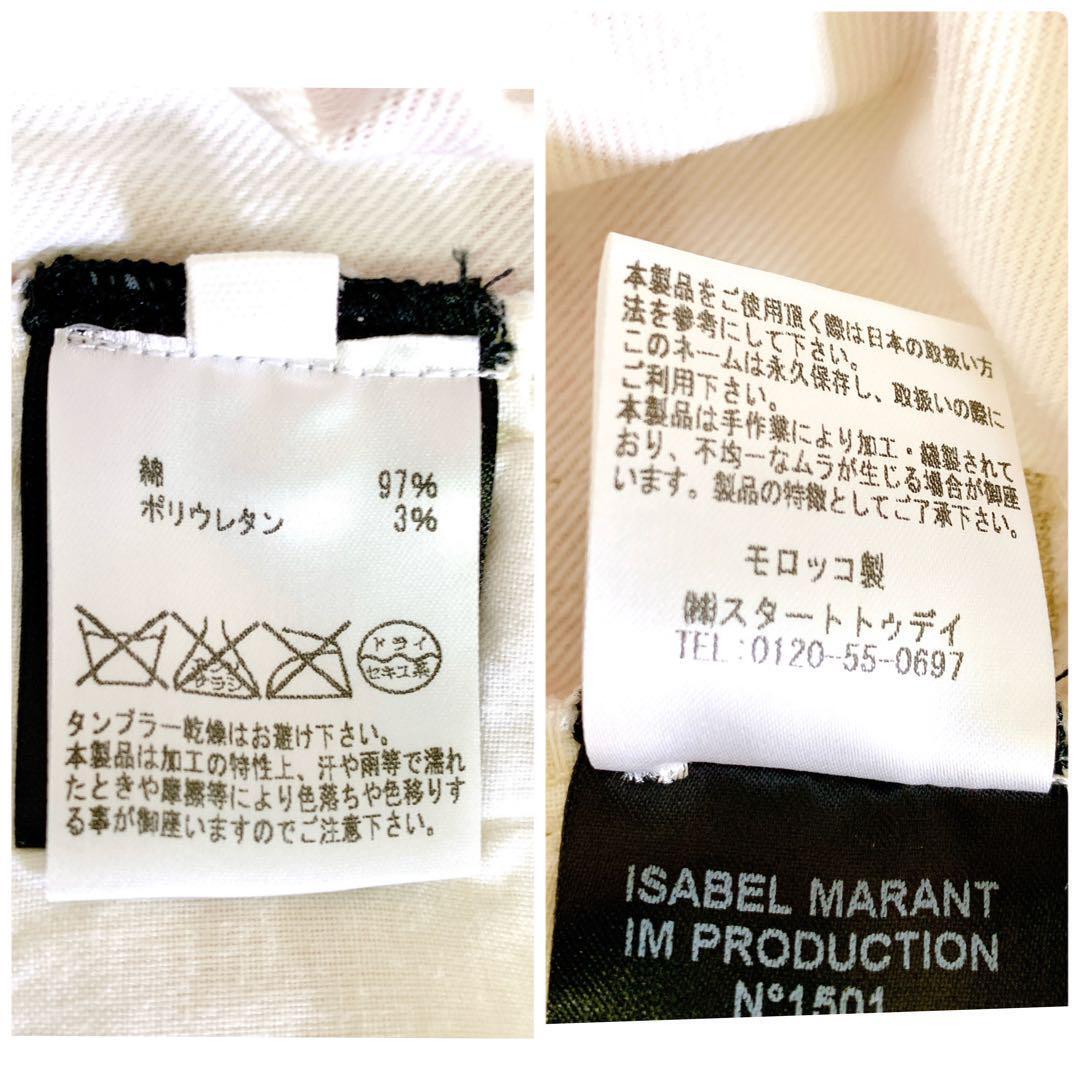 綿 97%
ポリウレタン 3%
エンソ
サラシ
ドライ
セキユ系
タンブラー乾燥はお避け下さい。
本製品は加工の特性上、汗や雨等で濡れ
たときや摩擦等により色落ちや色移りす
る事が御座いますのでご注意下さい。
本製品をご使用頂く際は日本の取扱い方
法を参考にして下さい。
このネームは永久保存し、取扱いの際に
ご利用下さい。
本製品は手作業により加工・縫製されて
おり、不均一なムラが生じる場合が御座
います。製品の特徴としてご了承下さい。
モロッコ製
㈱スタートトゥデイ
TEL:0120-55-0697
ISABEL MARANT
IM PRODUCTION
N°1501